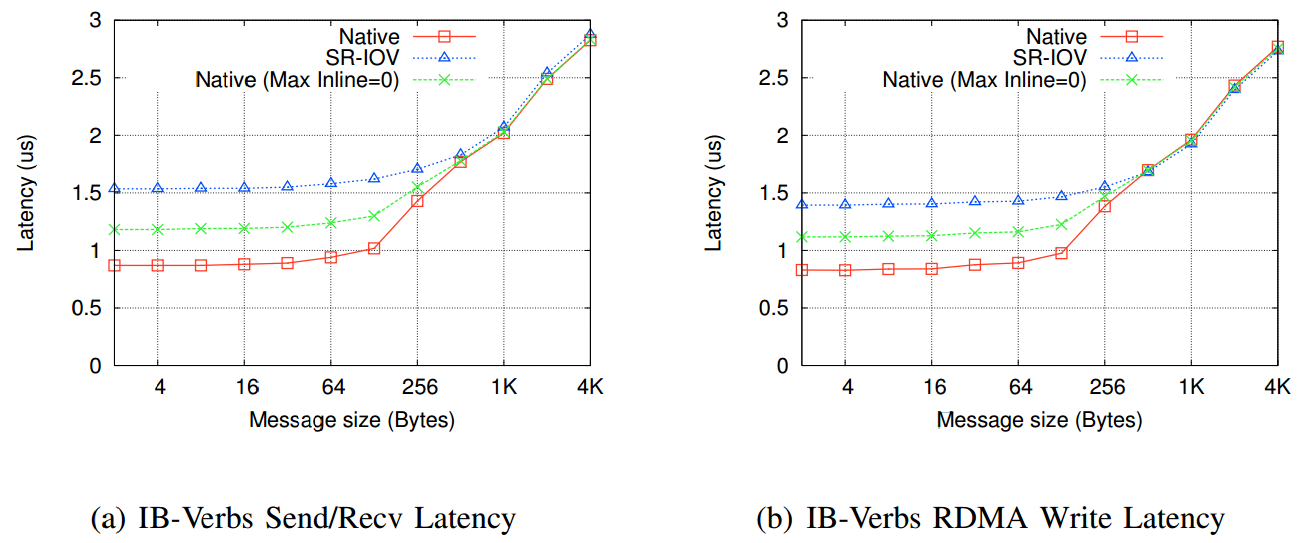 3
2.5
2
1.5
1
0.5
0
Latency (us)
Native
SR-IOV
Native (Max Inline=0)
4 16 64 256 1K 4K
Message size (Bytes)
(a) IB-Verbs Send/Recv Latency
3
2.5
2
1.5
1
0.5
0
Latency (us)
Native
SR-IOV
Native (Max Inline=0)
4 16 64 256 1K 4K
Message size (Bytes)
(b) IB-Verbs RDMA Write Latency